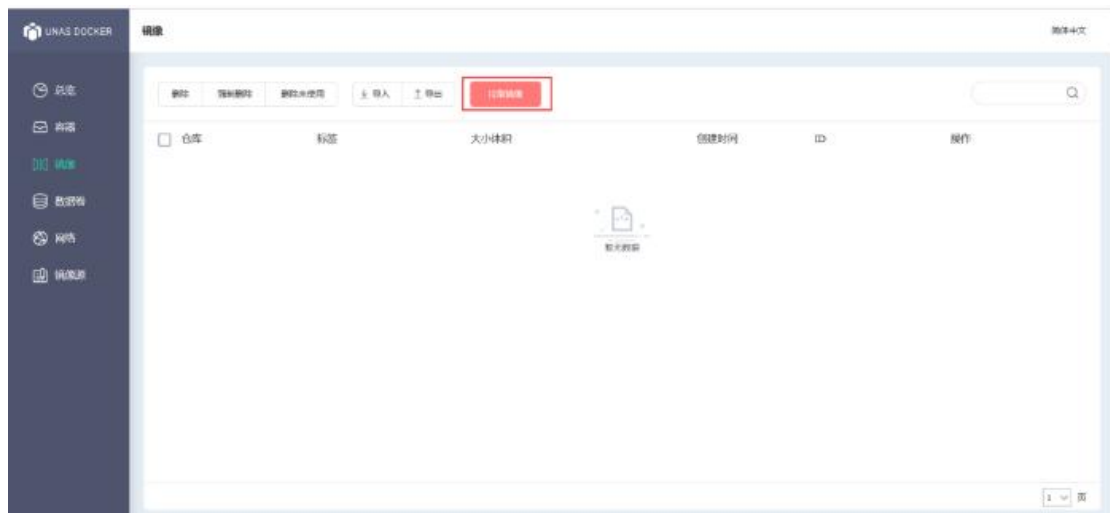 UNAS DOCKER
镜像
简体中文
总览
容器
镜像
数据卷
网络
镜像源
删除 强制删除 删除未使用 导入 导出 拉取镜像
仓库 标签 大小体积 创建时间 ID 操作
暂无数据
1 页